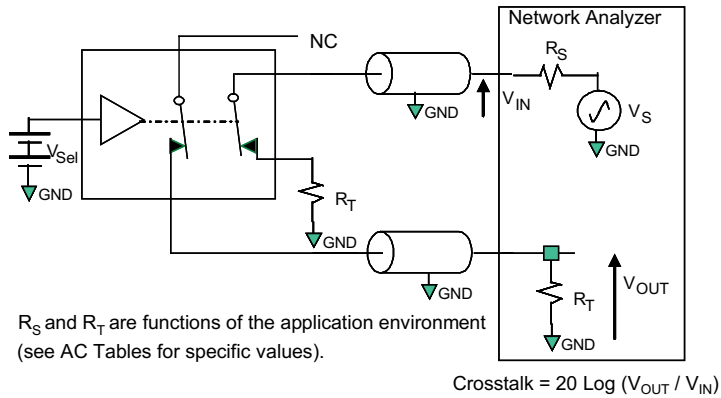 Network Analyzer
NC
R_S
V_IN
V_S
GND
GND
V_Sel
GND
R_T
GND
GND
R_T
V_OUT
GND
R_S and R_T are functions of the application environment
(see AC Tables for specific values).
Crosstalk = 20 Log (V_OUT / V_IN)